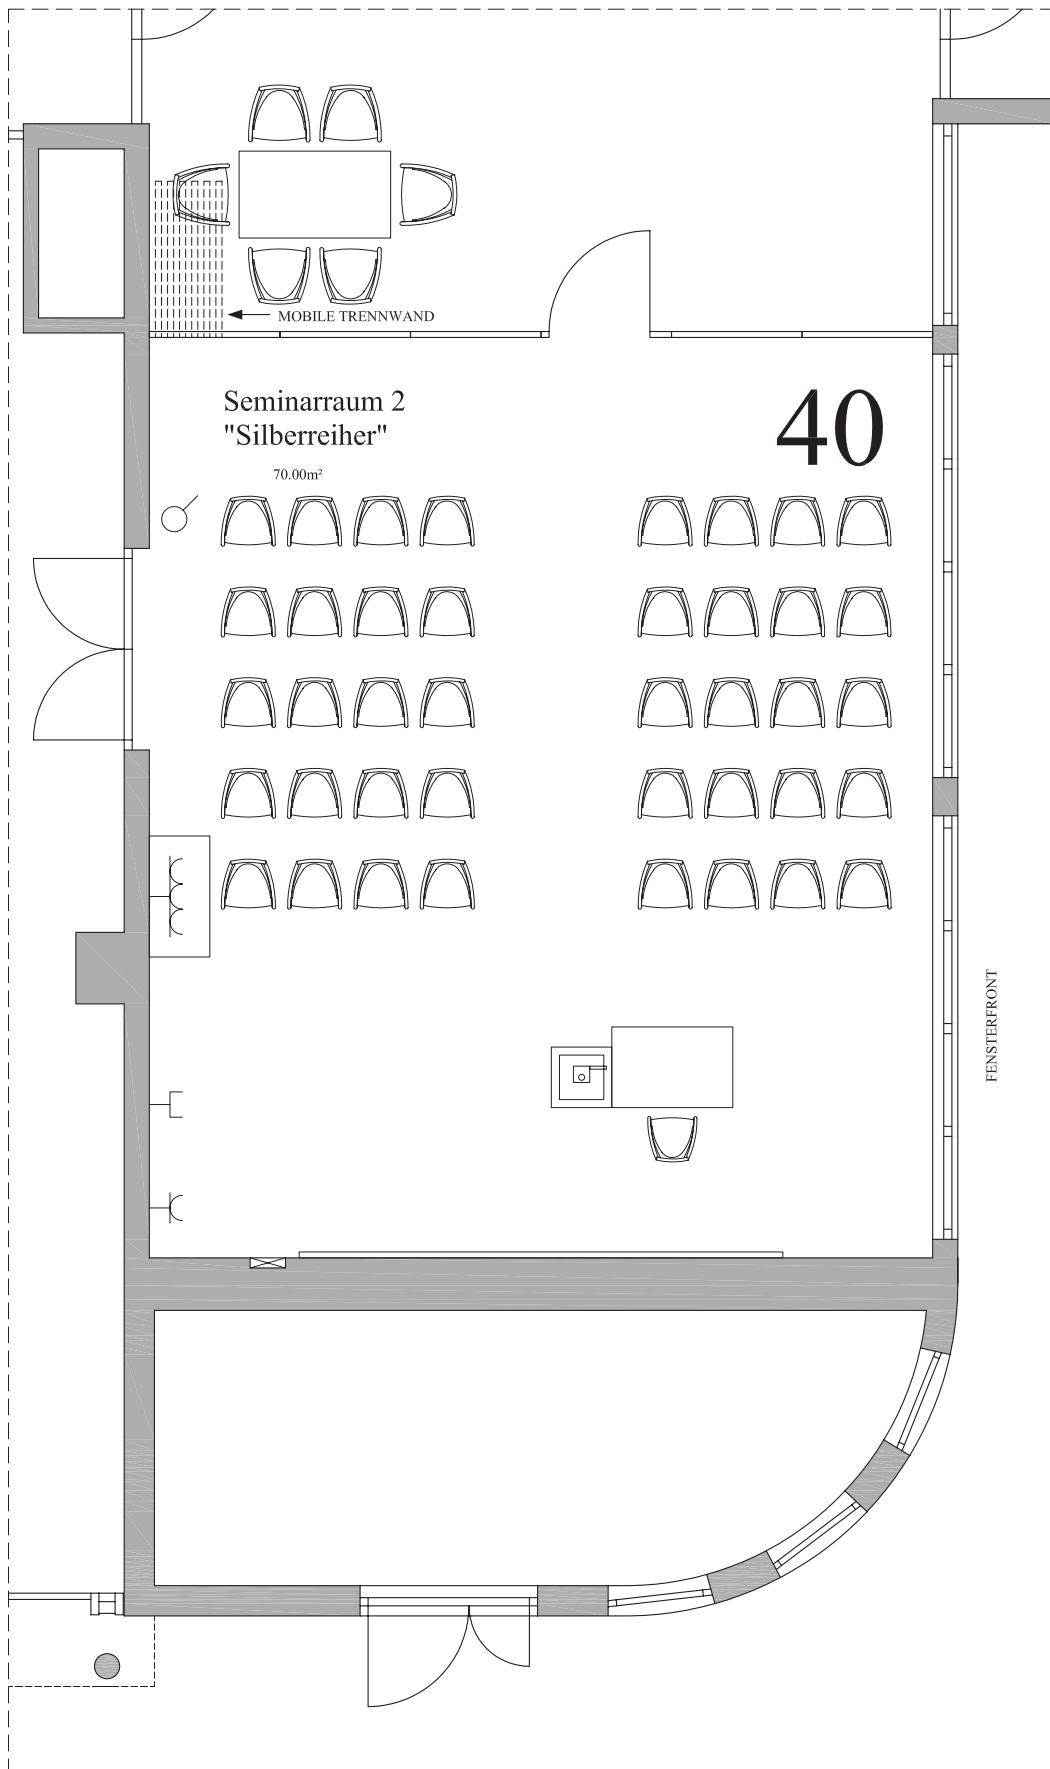 MOBILE TRENNWAND
Seminarraum 2
"Silberreiher"
70.00m²
40
FENSTERFRONT